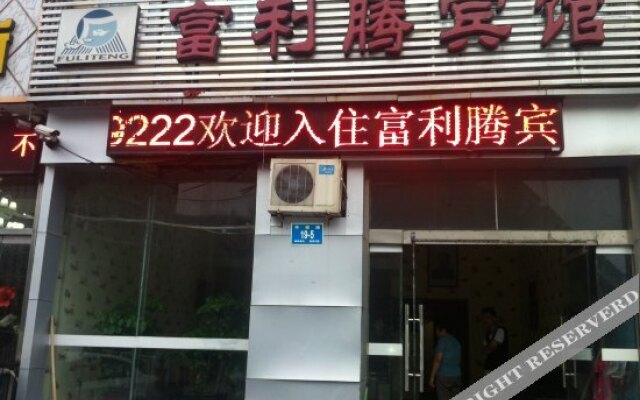 富利腾宾馆
FULITENG
3222欢迎入住富利腾宾
不
19-5
RIGHT RESERVED